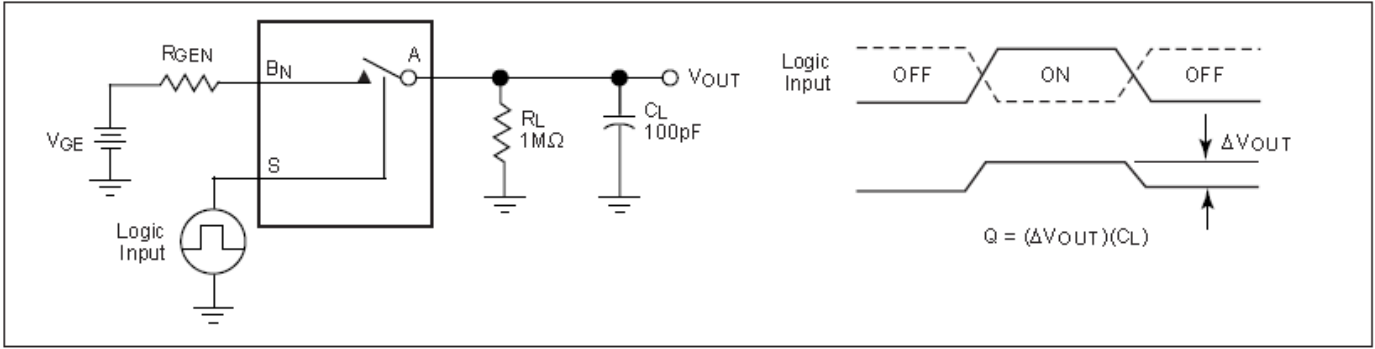 RGEN
BN
A
VOUT
VGE
RL
1MΩ
CL
100pF
S
Logic
Input
Logic
Input
OFF
ON
OFF
ΔVOUT
Q = (ΔVOUT)(CL)